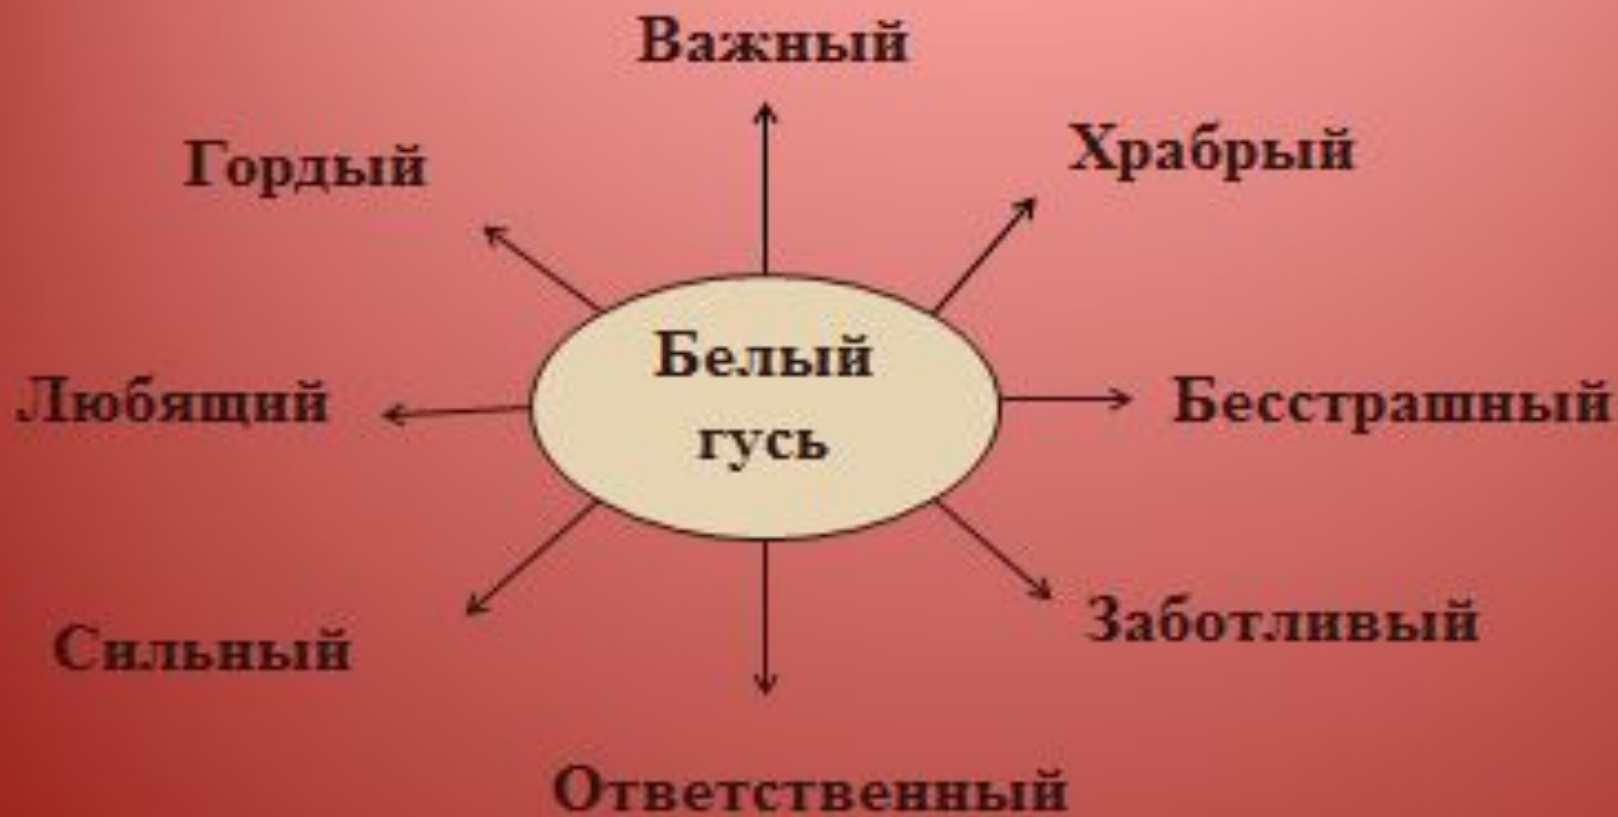 Важный
Гордый
Храбрый
Белый
гусь
Любящий
Бесстрашный
Сильный
Заботливый
Ответственный